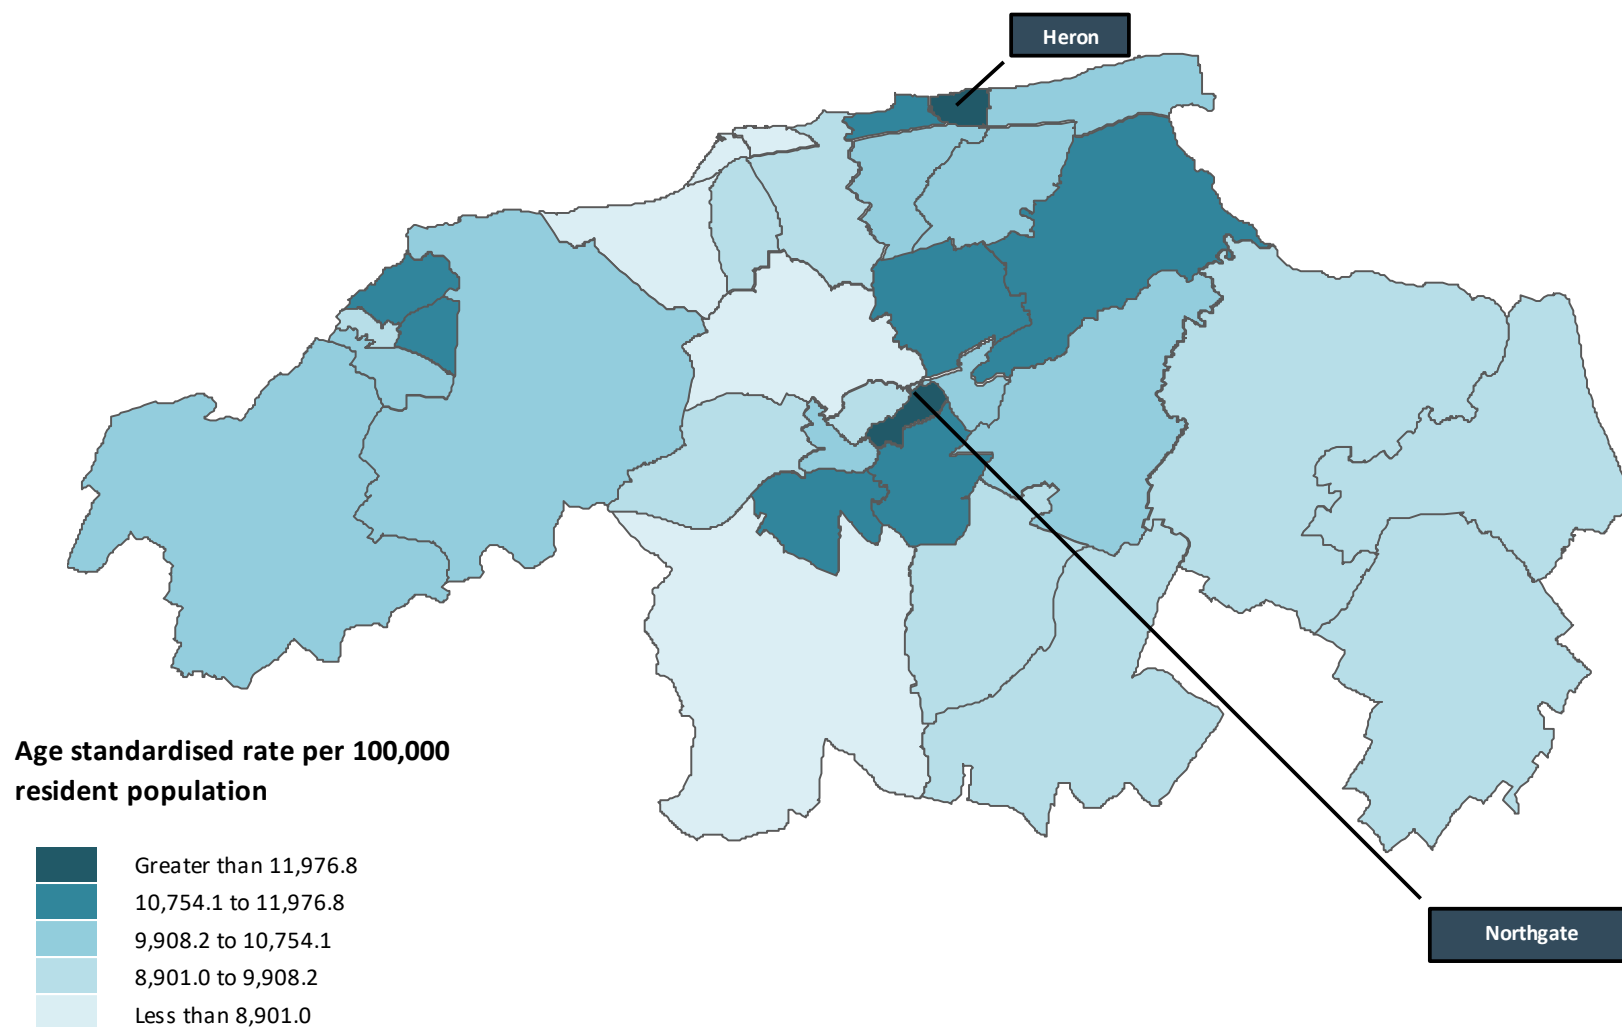 Heron
Age standardised rate per 100,000
resident population
Greater than 11,976.8
10,754.1 to 11,976.8
9,908.2 to 10,754.1
8,901.0 to 9,908.2
Less than 8,901.0
Northgate